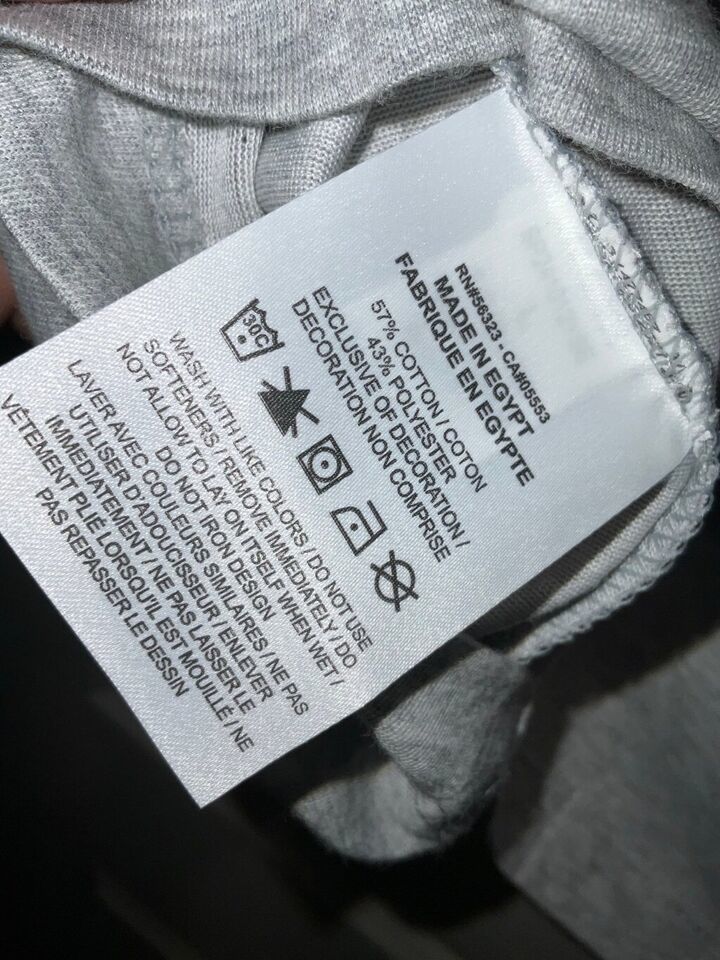 RN#56323 - CA#05553
MADE IN EGYPT
FABRIQUE EN EGYPTE
57% COTTON / COTON
43% POLYESTER
EXCLUSIVE OF DECORATION /
DECORATION NON COMPRISE
30C
WASH WITH LIKE COLORS / DO NOT USE
SOFTENERS / REMOVE IMMEDIATELY / DO
NOT ALLOW TO LAY ON ITSELF WHEN WET /
DO NOT IRON DESIGN
LAVER AVEC COULEURS SIMILAIRES / NE PAS
UTILISER D'ADOUCISSEUR / ENLEVER
IMMEDIATEMENT / NE PAS LAISSER LE
VÊTEMENT PLIÉ LORSQU'IL EST MOUILLÉ / NE
PAS REPASSER LE DESSIN